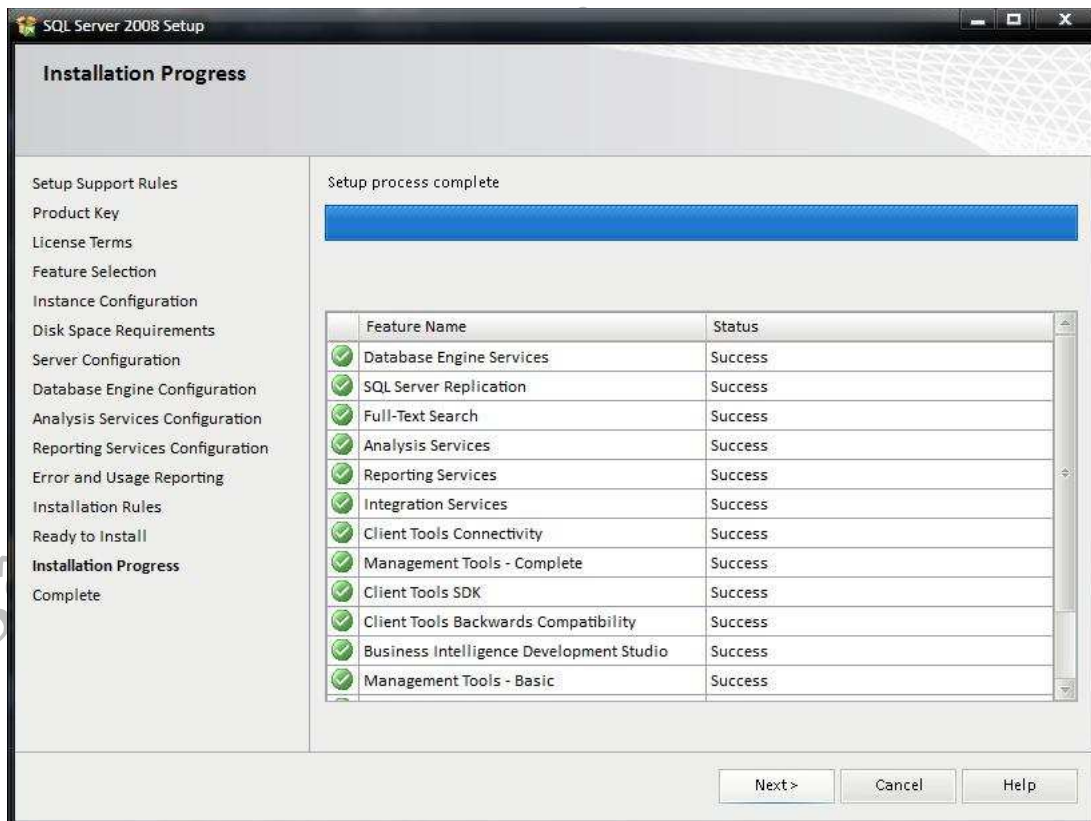 SQL Server 2008 Setup
Installation Progress
Setup Support Rules
Product Key
License Terms
Feature Selection
Instance Configuration
Disk Space Requirements
Server Configuration
Database Engine Configuration
Analysis Services Configuration
Reporting Services Configuration
Error and Usage Reporting
Installation Rules
Ready to Install
Installation Progress
Complete
Setup process complete
Feature Name Status
Database Engine Services Success
SQL Server Replication Success
Full-Text Search Success
Analysis Services Success
Reporting Services Success
Integration Services Success
Client Tools Connectivity Success
Management Tools - Complete Success
Client Tools SDK Success
Client Tools Backwards Compatibility Success
Business Intelligence Development Studio Success
Management Tools - Basic Success
Next > Cancel Help